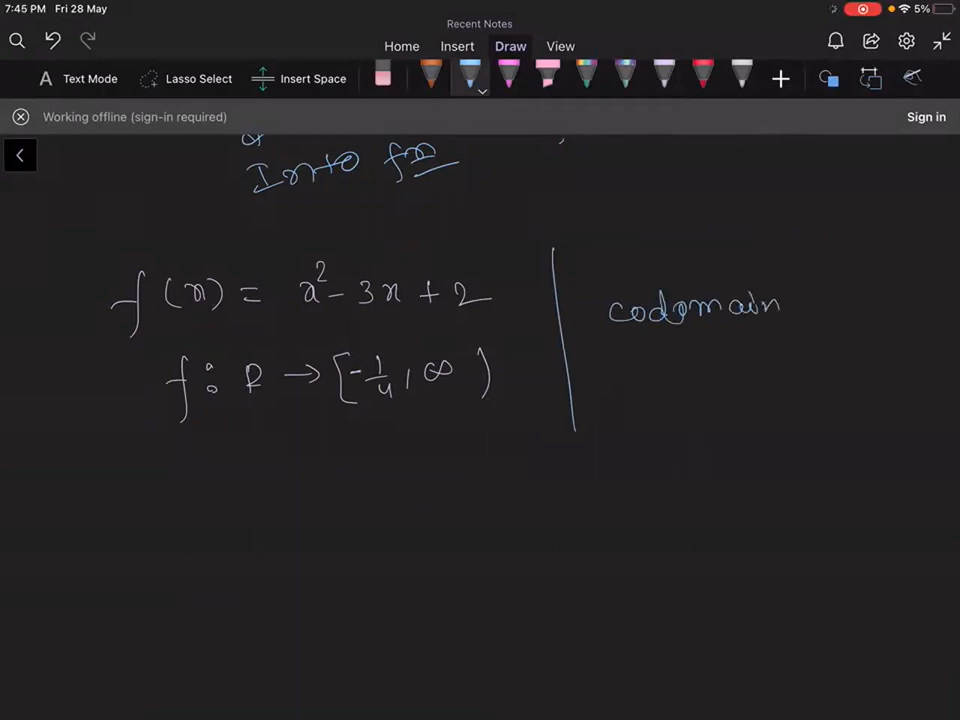 7:45 PM Fri 28 May
5%
Recent Notes
Home Insert Draw View
A Text Mode Lasso Select Insert Space
Working offline (sign-in required) Sign in
Into fn
f(x) = x² - 3x + 2
codomain
f : R → [-1/4, ∞)